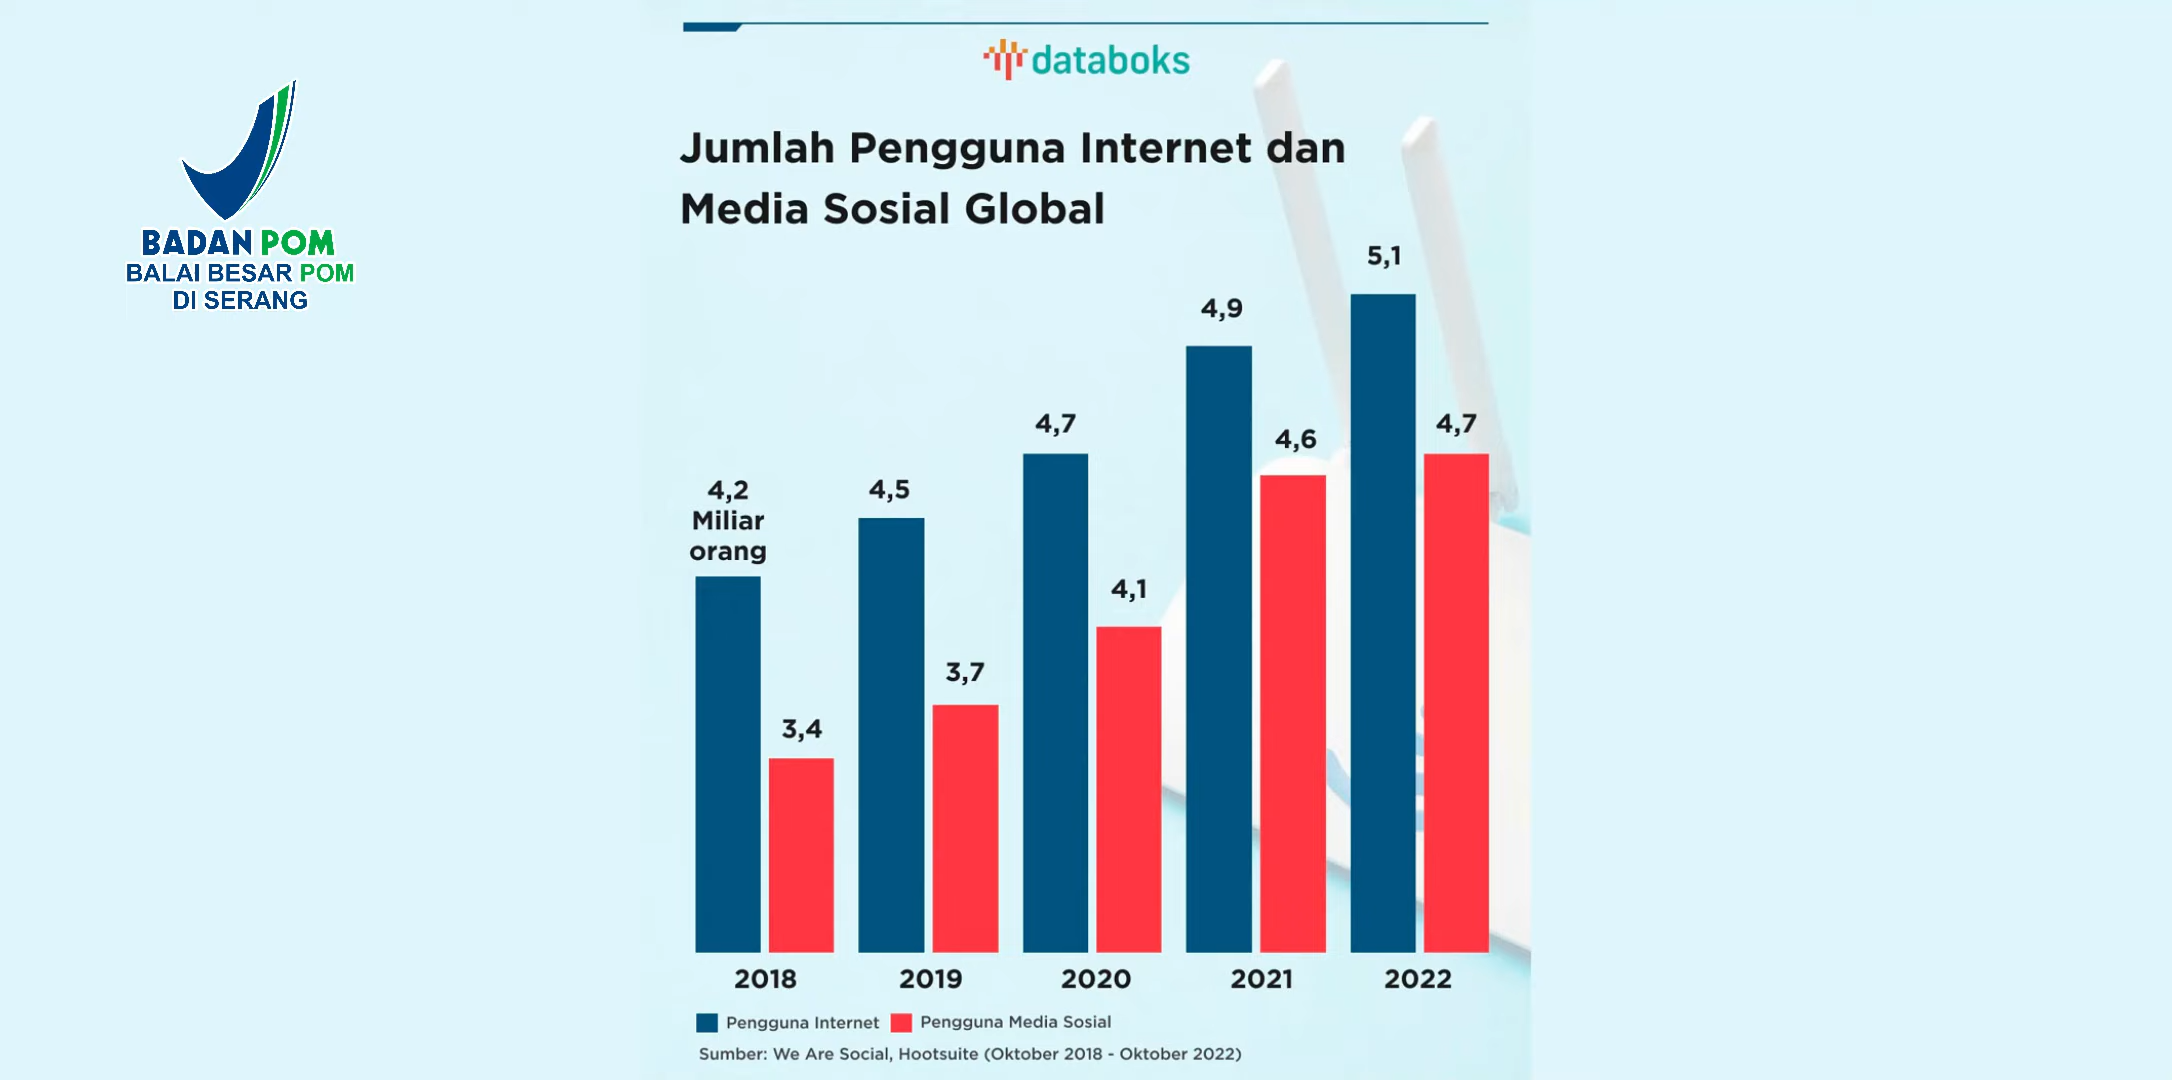 databoks
BADAN POM
BALAI BESAR POM
DI SERANG
Jumlah Pengguna Internet dan
Media Sosial Global
4,2
Miliar
orang
3,4
4,5
3,7
4,7
4,1
4,9
4,6
5,1
4,7
2018
2019
2020
2021
2022
Pengguna Internet
Pengguna Media Sosial
Sumber: We Are Social, Hootsuite (Oktober 2018 - Oktober 2022)